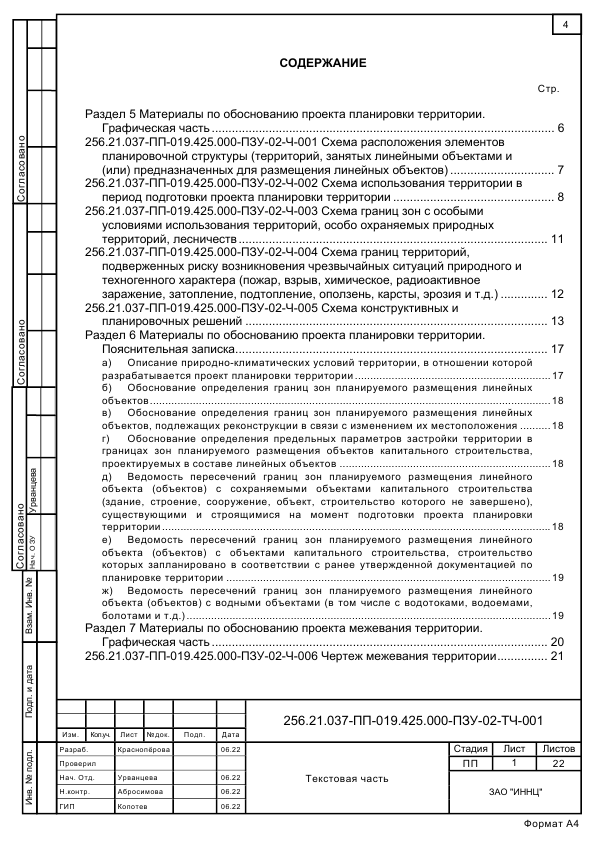 4
СОДЕРЖАНИЕ
Стр.
Раздел 5 Материалы по обоснованию проекта планировки территории.
Графическая часть 6
256.21.037-ПП-019.425.000-ПЗУ-02-Ч-001 Схема расположения элементов
планировочной структуры (территорий, занятых линейными объектами и
(или) предназначенных для размещения линейных объектов) 7
256.21.037-ПП-019.425.000-ПЗУ-02-Ч-002 Схема использования территории в
период подготовки проекта планировки территории 8
256.21.037-ПП-019.425.000-ПЗУ-02-Ч-003 Схема границ зон с особыми
условиями использования территорий, особо охраняемых природных
территорий, лесничеств 11
256.21.037-ПП-019.425.000-ПЗУ-02-Ч-004 Схема границ территорий,
подверженных риску возникновения чрезвычайных ситуаций природного и
техногенного характера (пожар, взрыв, химическое, радиоактивное
заражение, затопление, подтопление, оползень, карсты, эрозия и т.д.) 12
256.21.037-ПП-019.425.000-ПЗУ-02-Ч-005 Схема конструктивных и
планировочных решений 13
Раздел 6 Материалы по обоснованию проекта планировки территории.
Пояснительная записка 17
а) Описание природно-климатических условий территории, в отношении которой
разрабатывается проект планировки территории 17
б) Обоснование определения границ зон планируемого размещения линейных
объектов 18
в) Обоснование определения границ зон планируемого размещения линейных
объектов, подлежащих реконструкции в связи с изменением их местоположения 18
г) Обоснование определения предельных параметров застройки территории в
границах зон планируемого размещения объектов капитального строительства,
проектируемых в составе линейных объектов 18
д) Ведомость пересечений границ зон планируемого размещения линейного
объекта (объектов) с сохраняемыми объектами капитального строительства
(здание, строение, сооружение, объект, строительство которого не завершено),
существующими и строящимися на момент подготовки проекта планировки
территории 18
е) Ведомость пересечений границ зон планируемого размещения линейного
объекта (объектов) с объектами капитального строительства, строительство
которых запланировано в соответствии с ранее утвержденной документацией по
планировке территории 19
ж) Ведомость пересечений границ зон планируемого размещения линейного
объекта (объектов) с водными объектами (в том числе с водотоками, водоемами,
болотами и т.д.) 19
Раздел 7 Материалы по обоснованию проекта межевания территории.
Графическая часть 20
256.21.037-ПП-019.425.000-ПЗУ-02-Ч-006 Чертеж межевания территории 21
Согласовано
Согласовано
Согласовано
Нач. ОЗУ Урванцева
Взам. Инв. №
Подп. и дата
Инв. № подл.
256.21.037-ПП-019.425.000-ПЗУ-02-ТЧ-001
Изм. Кол.уч. Лист №док. Подп. Дата
Разраб. Краснопёрова 06.22
Проверил
Нач. Отд. Урванцева 06.22
Н.контр. Абросимова 06.22
ГИП Копотев 06.22
Текстовая часть
Стадия Лист Листов
ПП 1 22
ЗАО "ИННЦ"
Формат А4